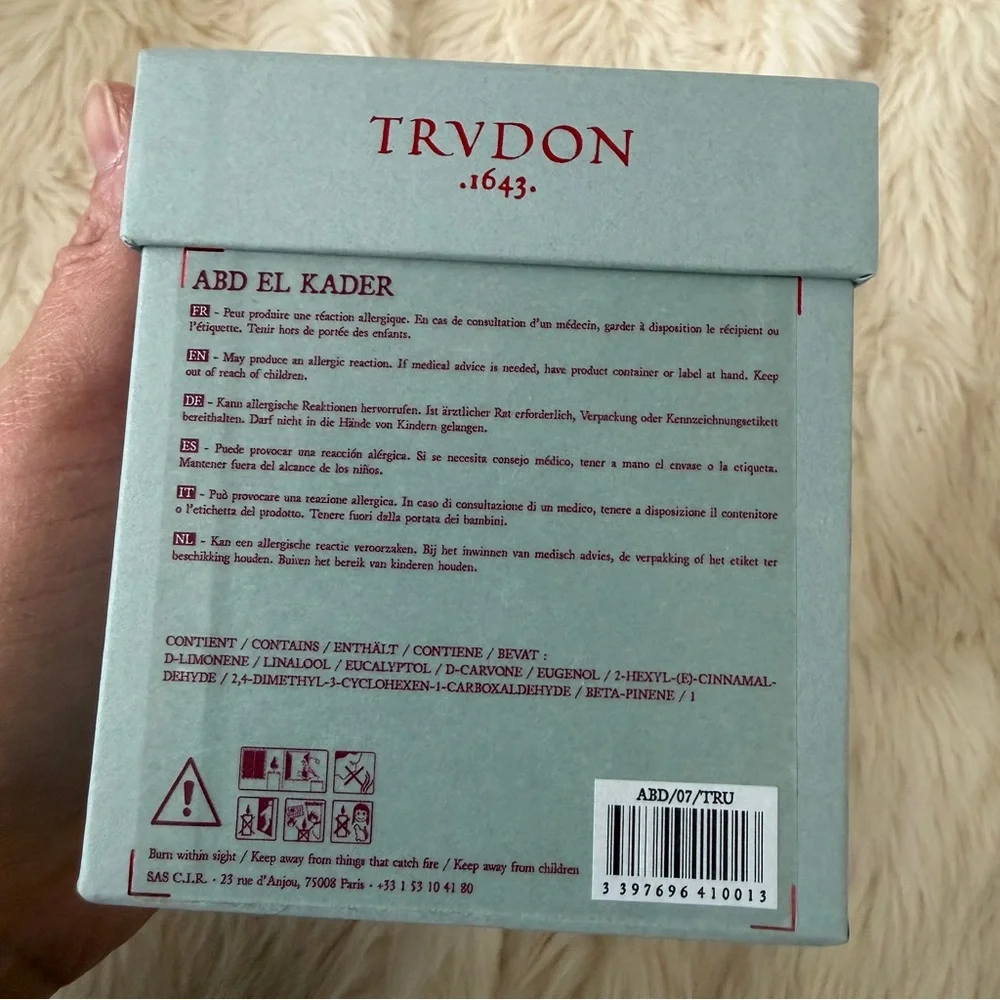 TRVDON
.1643.
ABD EL KADER
FR - Peut produire une réaction allergique. En cas de consultation d'un médecin, garder à disposition le récipient ou
l'étiquette. Tenir hors de portée des enfants.
EN - May produce an allergic reaction. If medical advice is needed, have product container or label at hand. Keep
out of reach of children.
DE - Kann allergische Reaktionen hervorrufen. Ist ärztlicher Rat erforderlich, Verpackung oder Kennzeichnungsetikett
bereithalten. Darf nicht in die Hände von Kindern gelangen.
ES - Puede provocar una reacción alérgica. Si se necesita consejo médico, tener a mano el envase o la etiqueta.
Mantener fuera del alcance de los niños.
IT - Può provocare una reazione allergica. In caso di consultazione di un medico, tenere a disposizione il contenitore
o l'etichetta del prodotto. Tenere fuori dalla portata dei bambini.
NL - Kan een allergische reactie veroorzaken. Bij het inwinnen van medisch advies, de verpakking of het etiket ter
beschikking houden. Buiten het bereik van kinderen houden.
CONTIENT / CONTAINS / ENTHÄLT / CONTIENE / BEVAT :
D-LIMONENE / LINALOOL / EUCALYPTOL / D-CARVONE / EUGENOL / 2-HEXYL-(E)-CINNAMAL-
DEHYDE / 2,4-DIMETHYL-3-CYCLOHEXEN-1-CARBOXALDEHYDE / BETA-PINENE / 1
ABD/07/TRU
3 397696 410013
Burn within sight / Keep away from things that catch fire / Keep away from children
SAS C.I.R. · 23 rue d'Anjou, 75008 Paris · +33 1 53 10 41 80